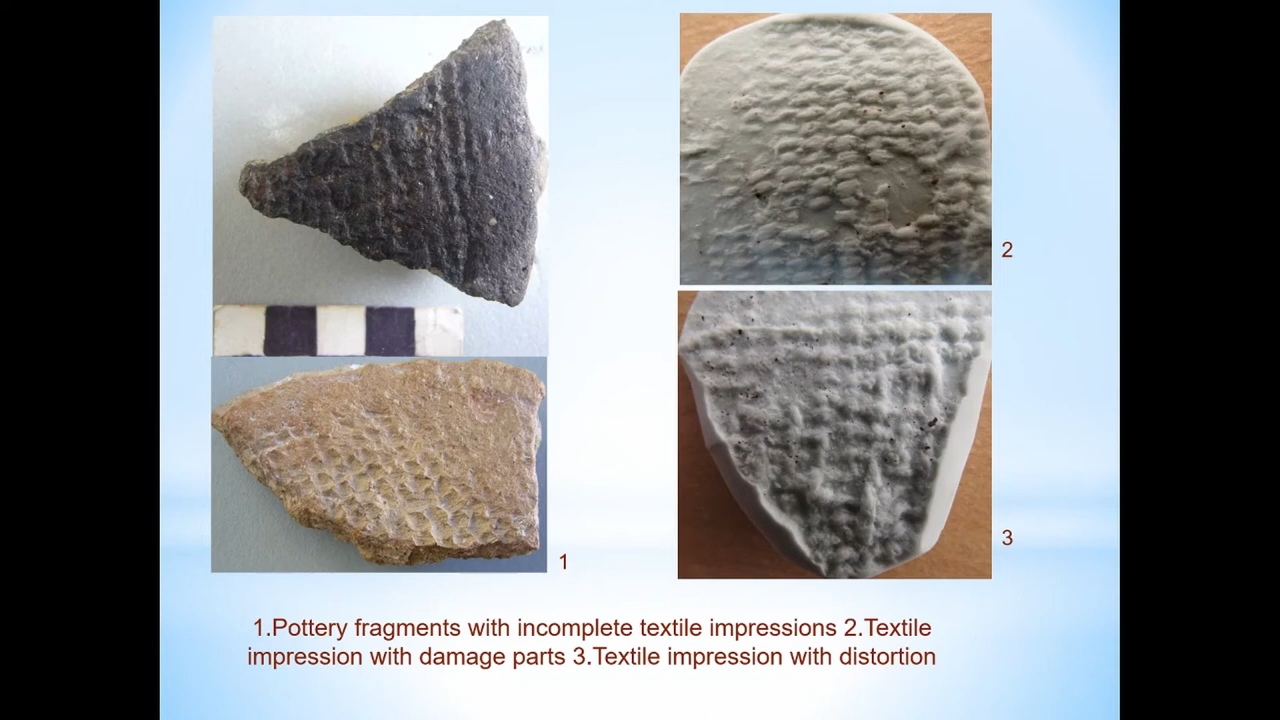 2
3
1
1.Pottery fragments with incomplete textile impressions 2.Textile
impression with damage parts 3.Textile impression with distortion